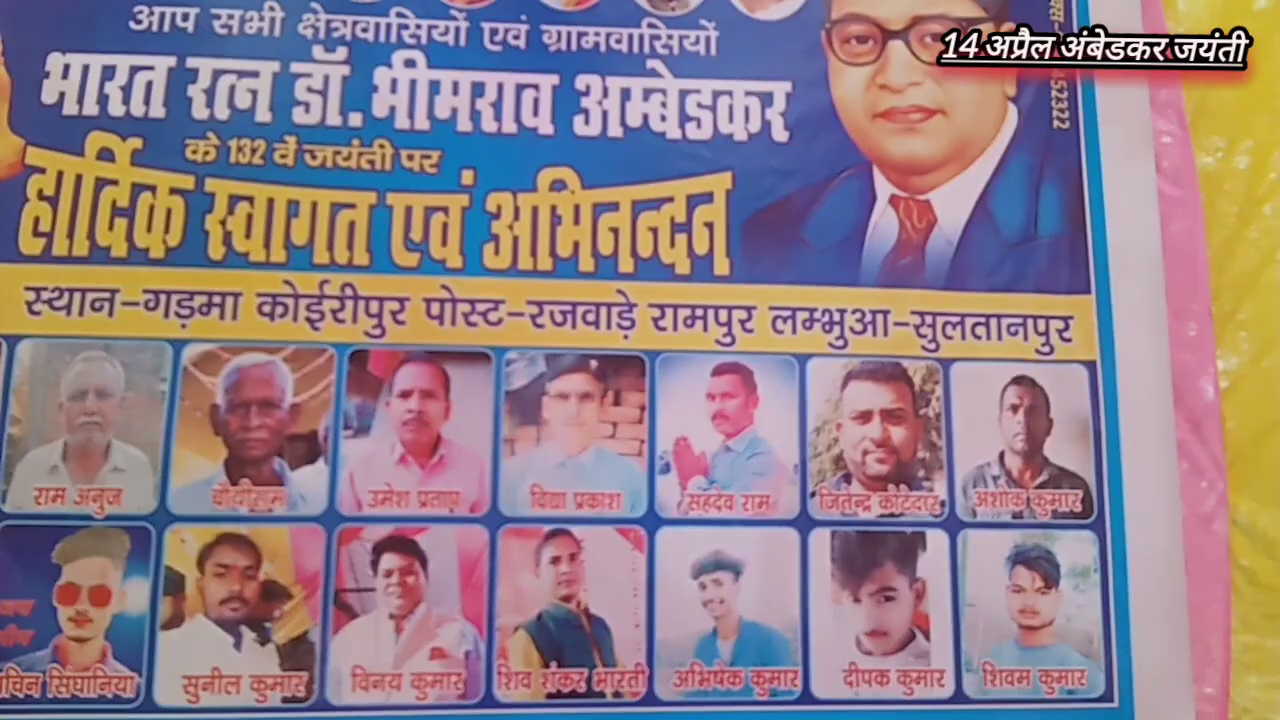 14 अप्रैल अंबेडकर जयंती
आप सभी क्षेत्रवासियों एवं ग्रामवासियों
भारत रत्न डॉ. भीमराव अम्बेडकर
के 132 वें जयंती पर
हार्दिक स्वागत एवं अभिनन्दन
स्थान-गड़मा कोईरीपुर पोस्ट-रजवाड़े रामपुर लम्भुआ-सुलतानपुर
राम अनुज
उमेश प्रताप
विद्या प्रकाश
सहदेव राम
जितेन्द्र कोटेदार
अशोक कुमार
सिंघानिया
सुनील कुमार
विनय कुमार
शिव शंकर भारती
अभिषेक कुमार
दीपक कुमार
शिवम कुमार